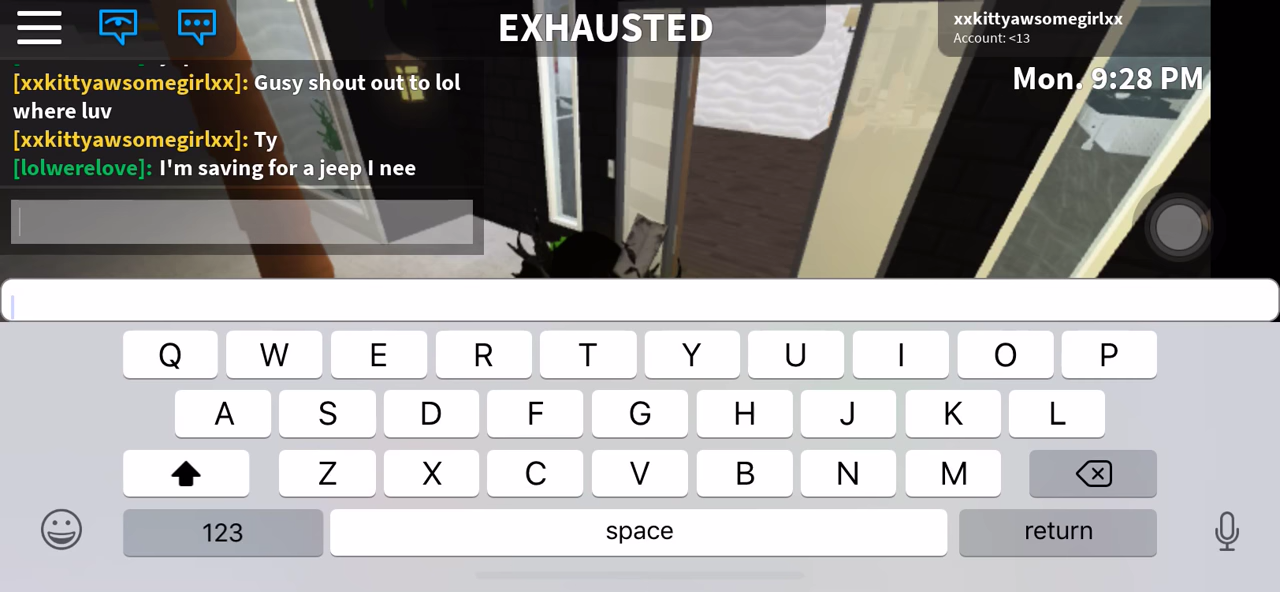 EXHAUSTED
xxkittyawsomegirlxx
Account: <13
Mon. 9:28 PM
[xxkittyawsomegirlxx]: Gusy shout out to lol
where luv
[xxkittyawsomegirlxx]: Ty
[lolwerelove]: I'm saving for a jeep I nee
Q W E R T Y U I O P
A S D F G H J K L
Z X C V B N M
123 space return